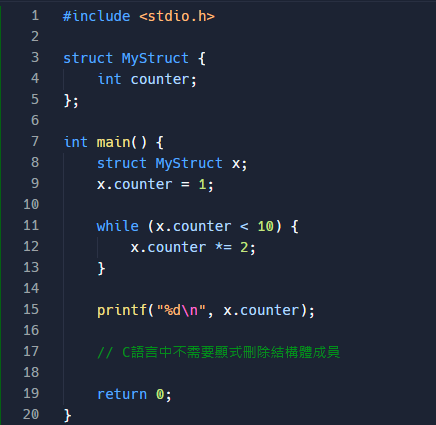 1 #include <stdio.h>
2
3 struct MyStruct {
4     int counter;
5 };
6
7 int main() {
8     struct MyStruct x;
9     x.counter = 1;
10
11     while (x.counter < 10) {
12         x.counter *= 2;
13     }
14
15     printf("%d\n", x.counter);
16
17     // C語言中不需要顯式刪除結構體成員
18
19     return 0;
20 }